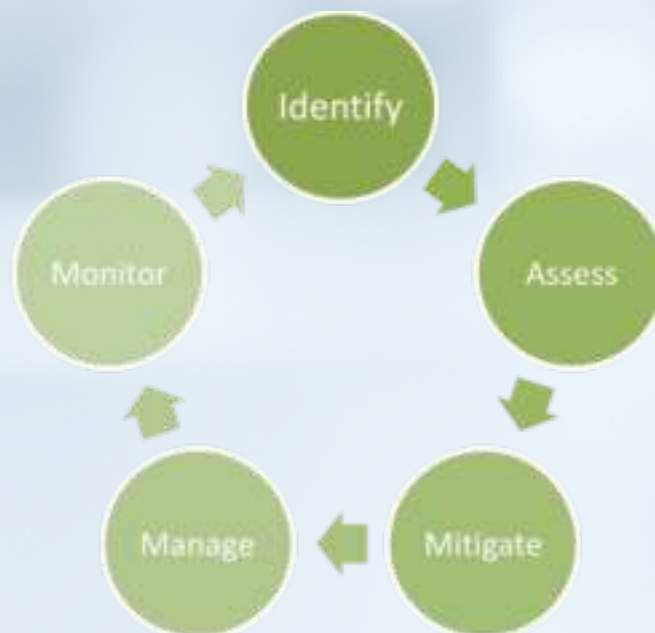 Identify
Assess
Mitigate
Manage
Monitor